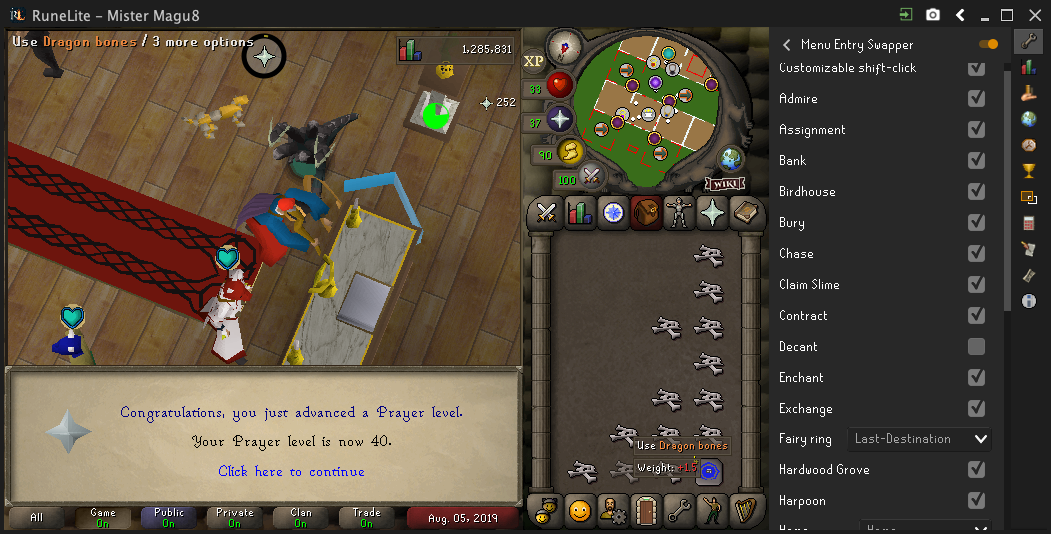 RuneLite - Mister Magu8
Use Dragon bones / 3 more options
1,285,831
252
XP
33
37
90
100
WIKI
Congratulations, you just advanced a Prayer level.
Your Prayer level is now 40.
Click here to continue
Use Dragon bones
Weight: +15
All
Game
On
Public
On
Private
On
Clan
On
Trade
On
Aug. 05, 2019
Menu Entry Swapper
Customizable shift-click
Admire
Assignment
Bank
Birdhouse
Bury
Chase
Claim Slime
Contract
Decant
Enchant
Exchange
Fairy ring
Last-Destination
Hardwood Grove
Harpoon